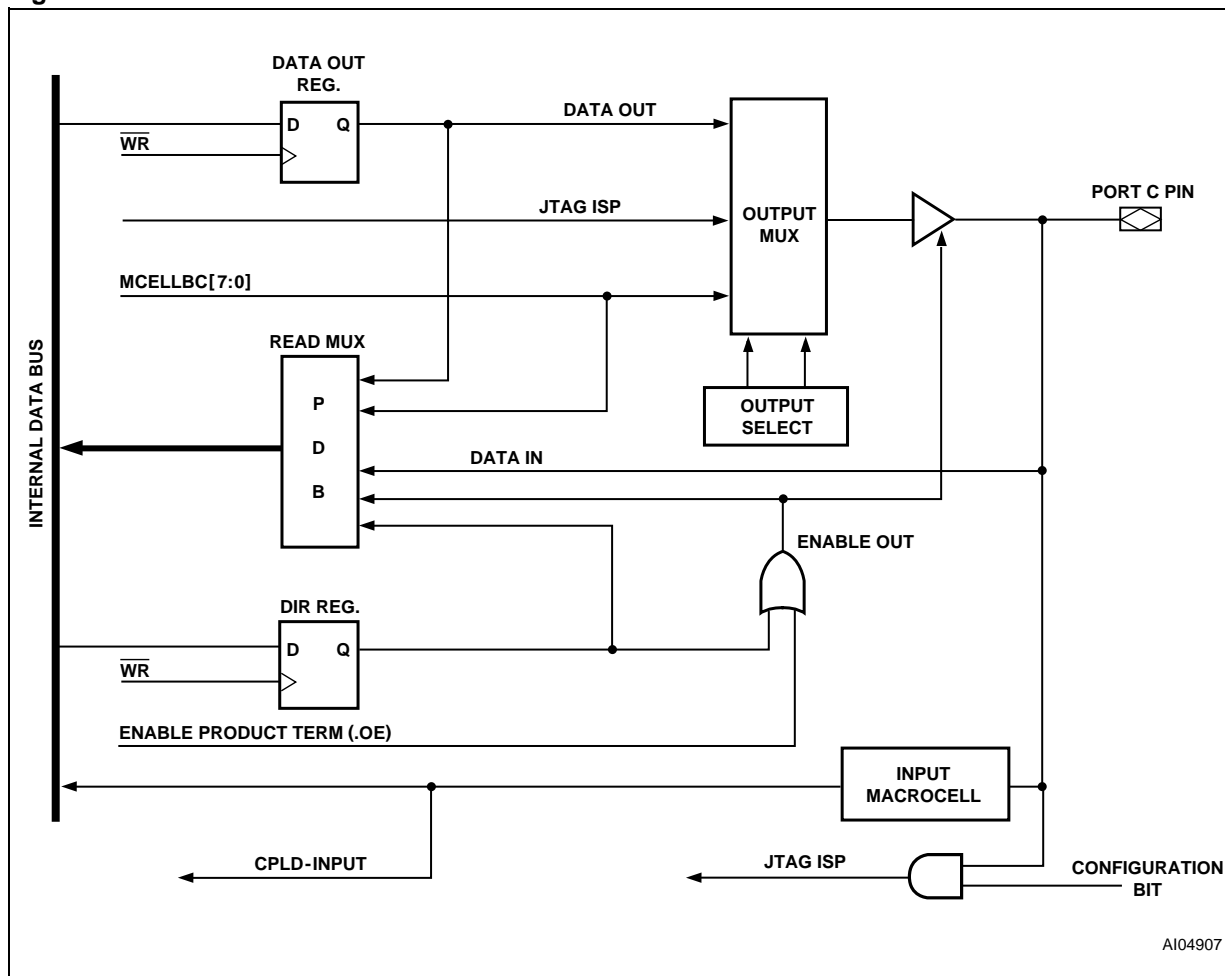 DATA OUT
REG.
D Q
WR
DATA OUT
JTAG ISP
MCELLBC[7:0]
OUTPUT
MUX
PORT C PIN
READ MUX
P
D
B
OUTPUT
SELECT
INTERNAL DATA BUS
DATA IN
ENABLE OUT
DIR REG.
D Q
WR
ENABLE PRODUCT TERM (.OE)
INPUT
MACROCELL
CPLD-INPUT
JTAG ISP
CONFIGURATION
BIT
AI04907